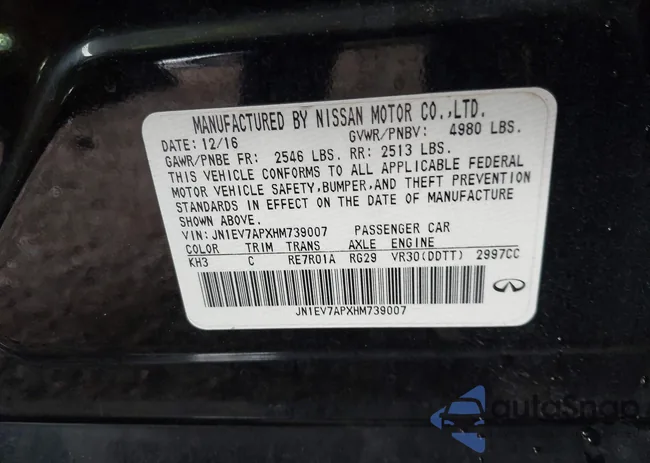 MANUFACTURED BY NISSAN MOTOR CO.,LTD.
DATE: 12/16 GVWR/PNBV: 4980 LBS.
GAWR/PNBE FR: 2546 LBS. RR: 2513 LBS.
THIS VEHICLE CONFORMS TO ALL APPLICABLE FEDERAL
MOTOR VEHICLE SAFETY,BUMPER,AND THEFT PREVENTION
STANDARDS IN EFFECT ON THE DATE OF MANUFACTURE
SHOWN ABOVE.
VIN: JN1EV7APXHM739007 PASSENGER CAR
COLOR TRIM TRANS AXLE ENGINE
KH3 C RE7R01A RG29 VR30(DDTT) 2997CC
JN1EV7APXHM739007
autoSnap